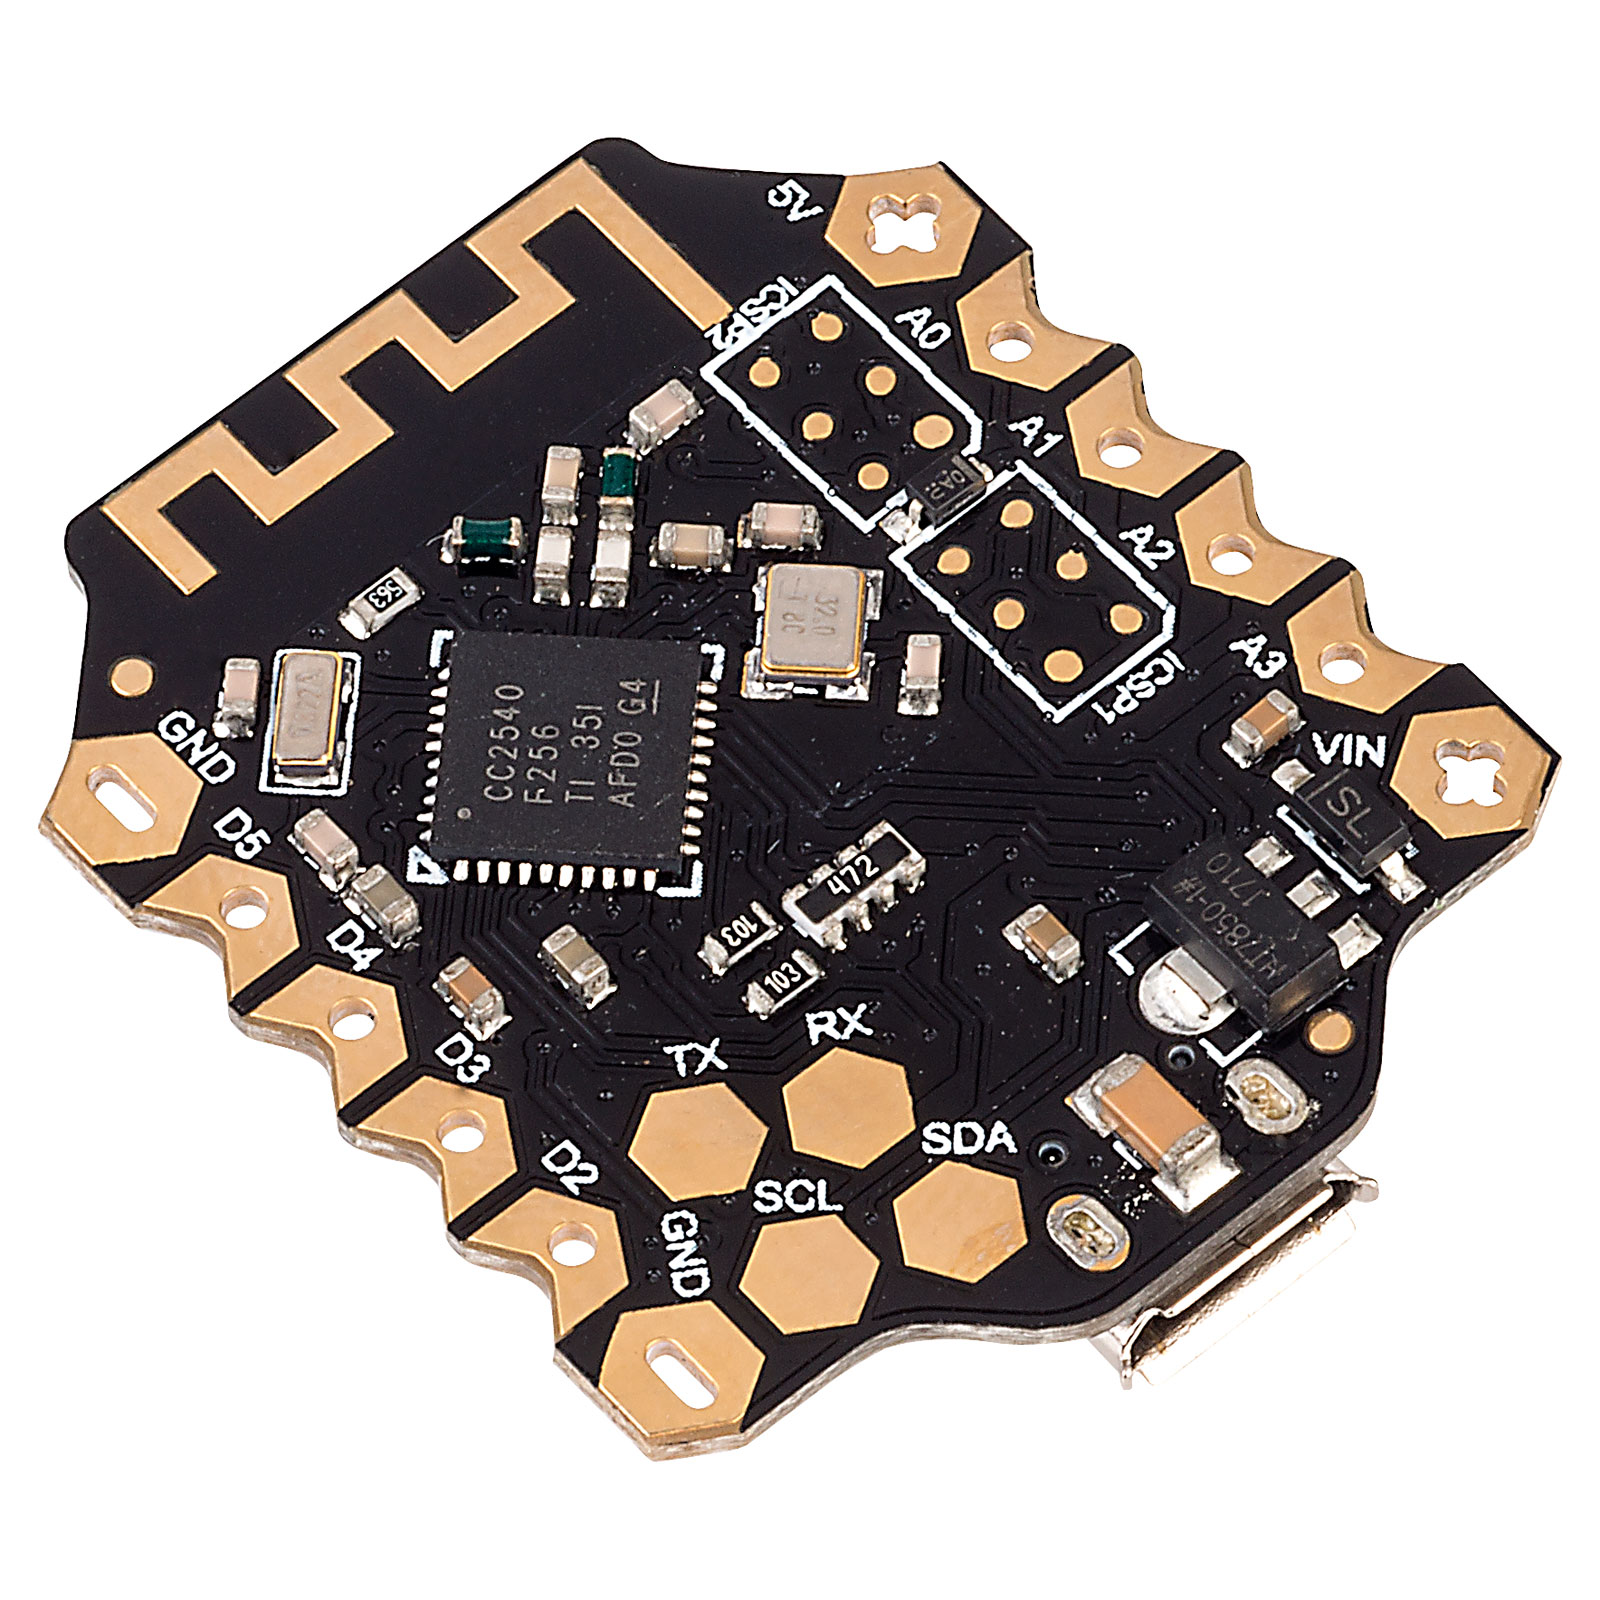 5V
ICSP2
A0
A1
A2
ICSP1
A3
VIN
SL
HT7850-1#
1710
563
CC2540
F256
TI 35I
AFD0 G4
32.0
GND
D5
D4
D3
D2
GND
472
103
103
TX
RX
SCL
SDA